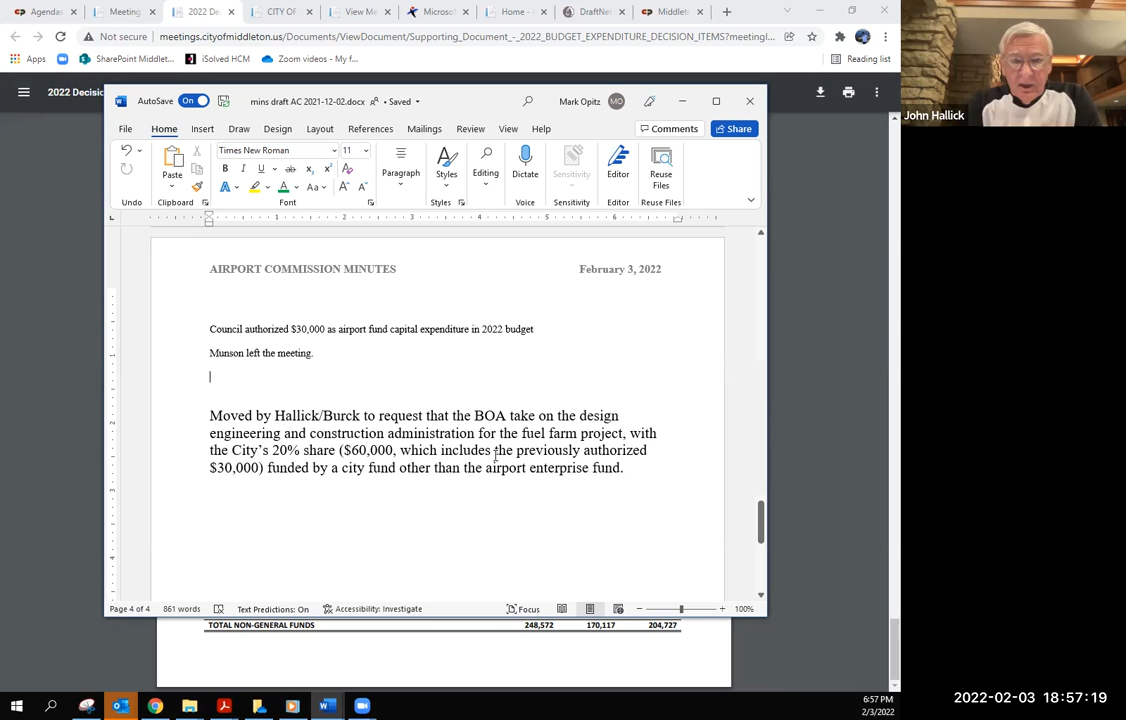 Agendas
Meeting
2022 De
CITY OF
View Me
Microso
Home -
DraftNe
Middlet
Not secure
meetings.cityofmiddleton.us/Documents/ViewDocument/Supporting_Document_-_2022_BUDGET_EXPENDITURE_DECISION_ITEMS?meetingI...
Apps
SharePoint Middlet...
iSolved HCM
Zoom videos - My f...
Reading list
2022 Decisio
AutoSave On
mins draft AC 2021-12-02.docx
• Saved
Mark Opitz
MO
File Home Insert Draw Design Layout References Mailings Review View Help
Comments
Share
Times New Roman
11
Paste
Paragraph
Styles
Editing
Dictate
Sensitivity
Editor
Reuse Files
Undo
Clipboard
Font
Styles
Voice
Sensitivity
Editor
Reuse Files
AIRPORT COMMISSION MINUTES February 3, 2022
Council authorized $30,000 as airport fund capital expenditure in 2022 budget
Munson left the meeting.
Moved by Hallick/Burck to request that the BOA take on the design
engineering and construction administration for the fuel farm project, with
the City's 20% share ($60,000, which includes the previously authorized
$30,000) funded by a city fund other than the airport enterprise fund.
Page 4 of 4 861 words Text Predictions: On Accessibility: Investigate Focus 100%
TOTAL NON-GENERAL FUNDS 248,572 170,117 204,727
John Hallick
6:57 PM
2/3/2022
2022-02-03 18:57:19